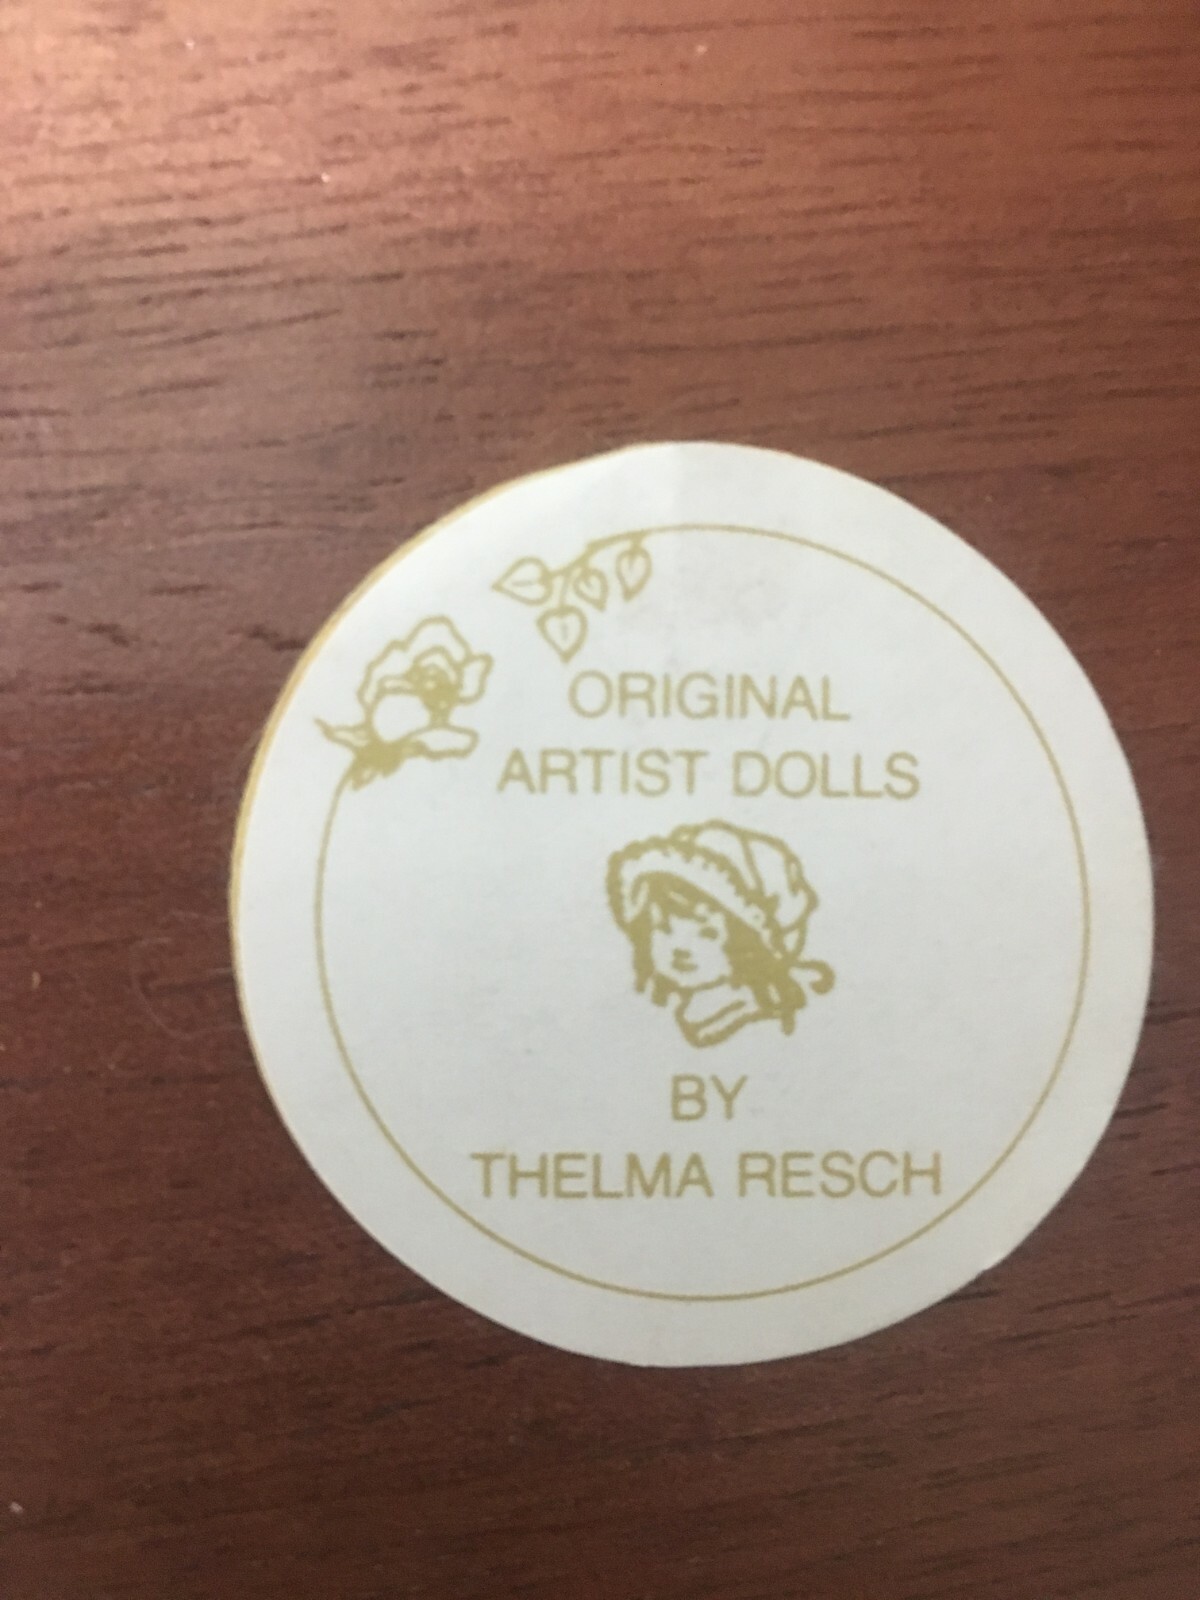 ORIGINAL
ARTIST DOLLS
BY
THELMA RESCH